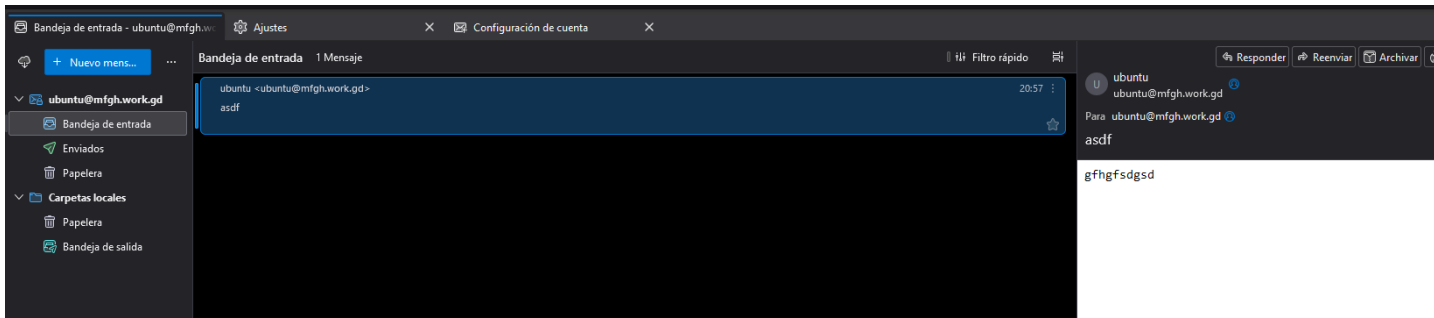 Bandeja de entrada - ubuntu@mfgh.wo
Ajustes
Configuración de cuenta
+ Nuevo mens...
ubuntu@mfgh.work.gd
Bandeja de entrada
Enviados
Papelera
Carpetas locales
Papelera
Bandeja de salida
Bandeja de entrada 1 Mensaje
Filtro rápido
ubuntu <ubuntu@mfgh.work.gd>
20:57
asdf
Responder
Reenviar
Archivar
U
ubuntu
ubuntu@mfgh.work.gd
Para ubuntu@mfgh.work.gd
asdf
gfhgfsdgsd